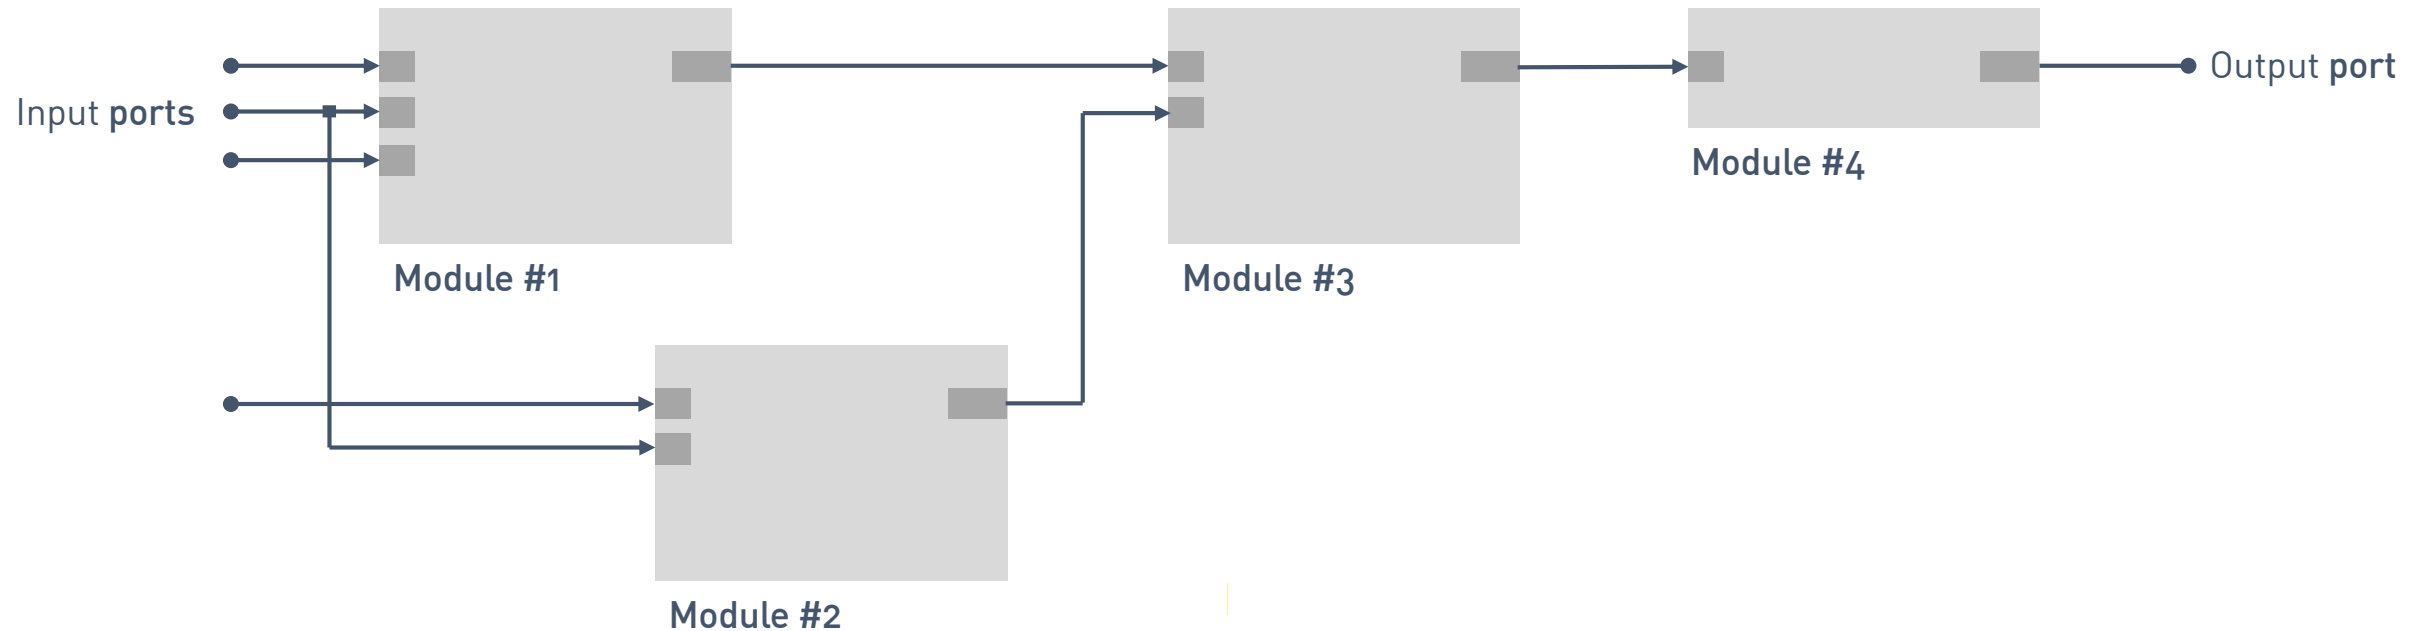 Output port
Input ports
Module #4
Module #1
Module #3
Module #2